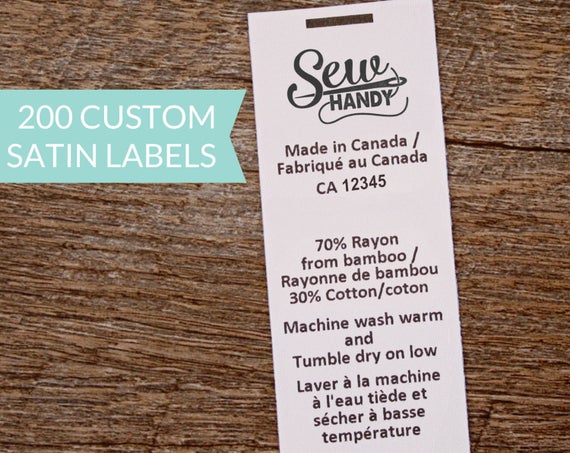 200 CUSTOM
SATIN LABELS
Sew
HANDY
Made in Canada /
Fabriqué au Canada
CA 12345
70% Rayon
from bamboo /
Rayonne de bambou
30% Cotton/coton
Machine wash warm
and
Tumble dry on low
Laver à la machine
à l'eau tiède et
sécher à basse
température